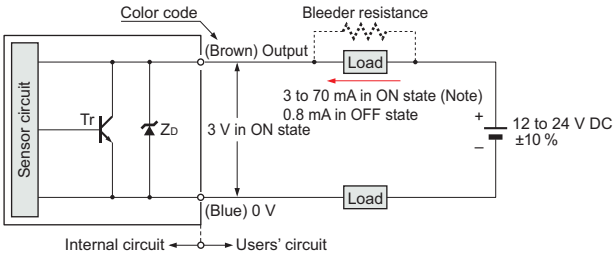 Color code
Bleeder resistance
(Brown) Output
Load
Sensor circuit
Tr
ZD
3 V in ON state
3 to 70 mA in ON state (Note)
0.8 mA in OFF state
+
–
12 to 24 V DC
±10 %
Load
(Blue) 0 V
Internal circuit
Users' circuit